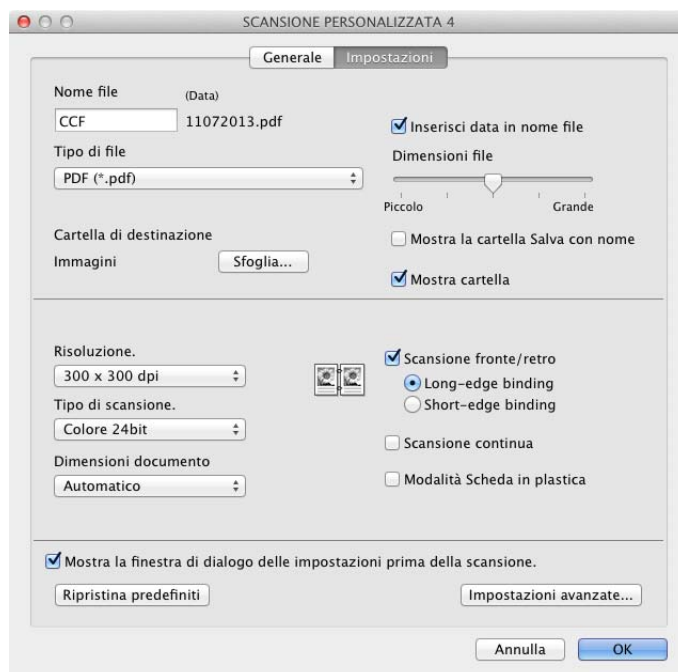 SCANSIONE PERSONALIZZATA 4
Generale
Impostazioni
Nome file
(Data)
CCF
11072013.pdf
Tipo di file
PDF (*.pdf)
Cartella di destinazione
Immagini
Sfoglia...
Inserisci data in nome file
Dimensioni file
Piccolo
Grande
Mostra la cartella Salva con nome
Mostra cartella
Risoluzione.
300 x 300 dpi
Tipo di scansione.
Colore 24bit
Dimensioni documento
Automatico
Scansione fronte/retro
Long-edge binding
Short-edge binding
Scansione continua
Modalità Scheda in plastica
Mostra la finestra di dialogo delle impostazioni prima della scansione.
Ripristina predefiniti
Impostazioni avanzate...
Annulla
OK